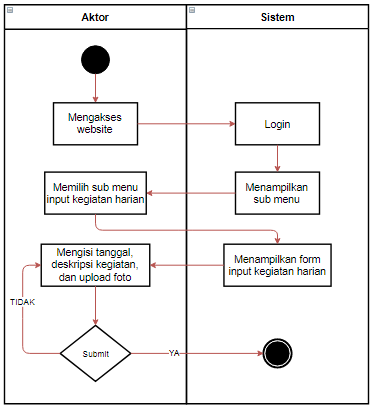 Aktor
Sistem
Mengakses
website
Login
Memilih sub menu
input kegiatan harian
Menampilkan
sub menu
Mengisi tanggal,
deskripsi kegiatan,
dan upload foto
Menampilkan form
input kegiatan harian
TIDAK
Submit
YA